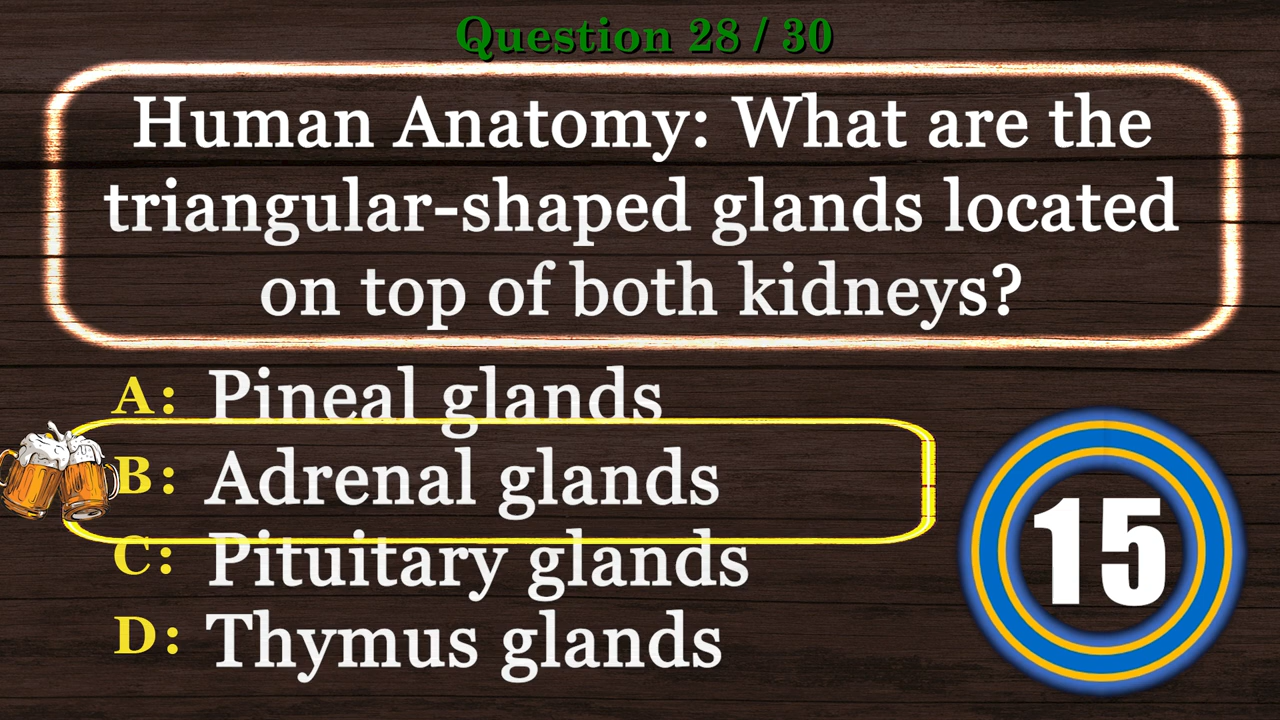 Question 28 / 30
Human Anatomy: What are the
triangular-shaped glands located
on top of both kidneys?
A: Pineal glands
B: Adrenal glands
C: Pituitary glands
D: Thymus glands
15